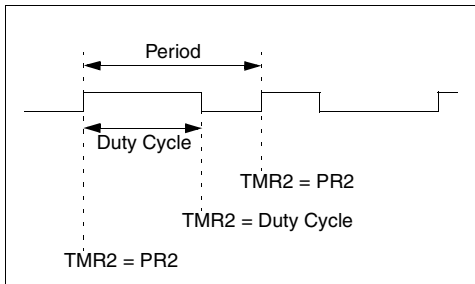 Period
Duty Cycle
TMR2 = PR2
TMR2 = Duty Cycle
TMR2 = PR2